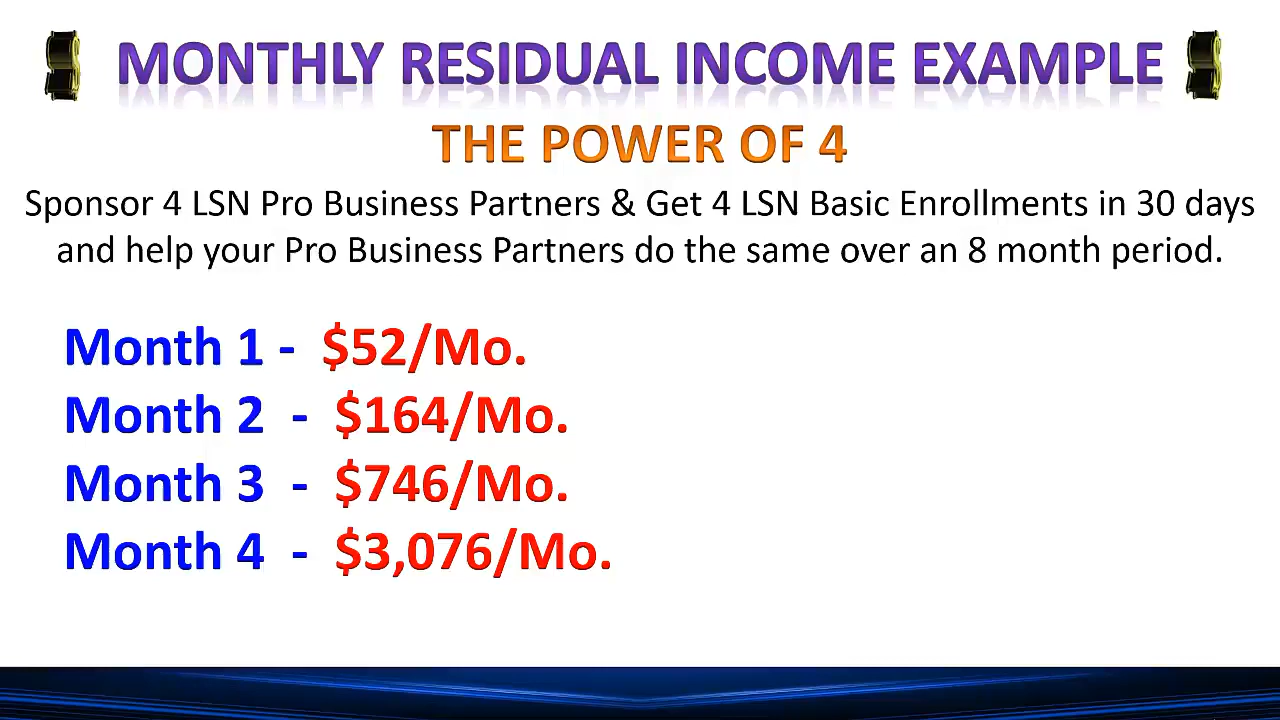 MONTHLY RESIDUAL INCOME EXAMPLE
THE POWER OF 4
Sponsor 4 LSN Pro Business Partners & Get 4 LSN Basic Enrollments in 30 days
and help your Pro Business Partners do the same over an 8 month period.
Month 1 - $52/Mo.
Month 2 - $164/Mo.
Month 3 - $746/Mo.
Month 4 - $3,076/Mo.